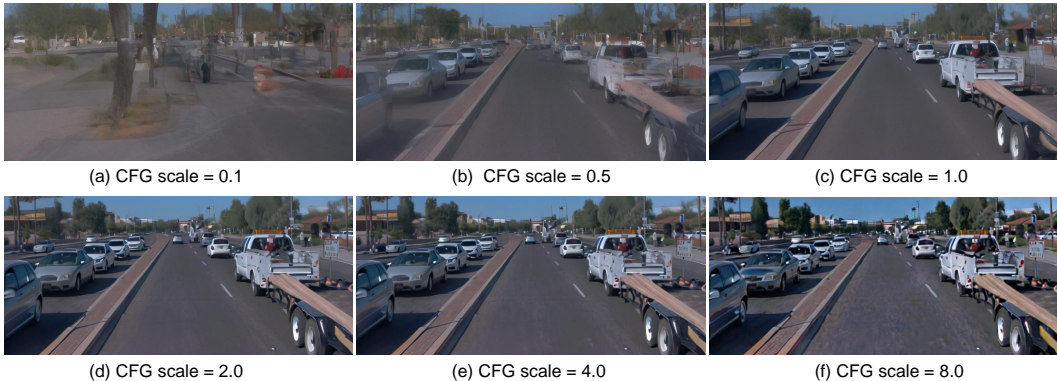 (a) CFG scale = 0.1
(b) CFG scale = 0.5
(c) CFG scale = 1.0
(d) CFG scale = 2.0
(e) CFG scale = 4.0
(f) CFG scale = 8.0